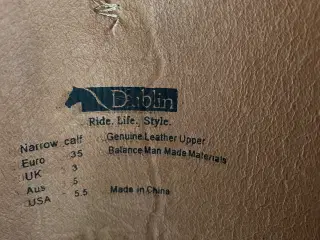 Dublin
Ride. Life. Style.
Narrow calf Genuine Leather Upper
Euro 35 Balance Man Made Materials
UK 3
Aus 5
USA 5.5 Made in China